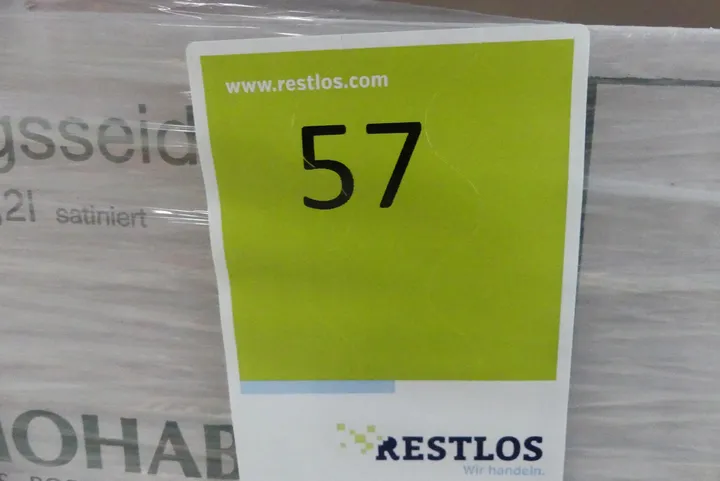 www.restlos.com
57
gsseid
,2l satiniert
OHAB
RESTLOS
Wir handeln.